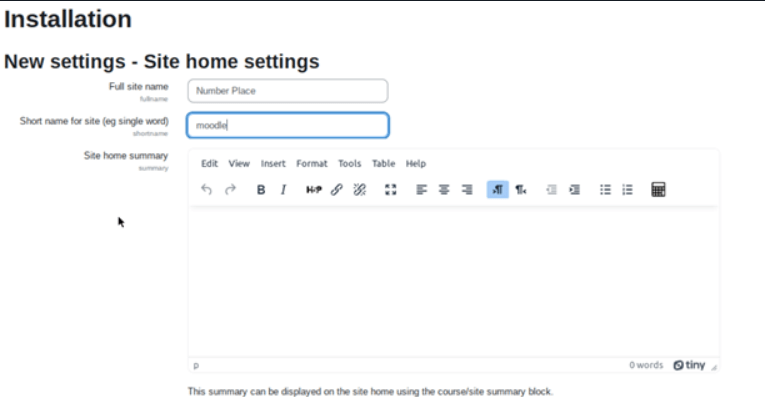 Installation
New settings - Site home settings
Full site name
fullname
Number Place
Short name for site (eg single word)
shortname
moodle
Site home summary
summary
Edit View Insert Format Tools Table Help
B I H5P
p
0 words tiny
This summary can be displayed on the site home using the course/site summary block.